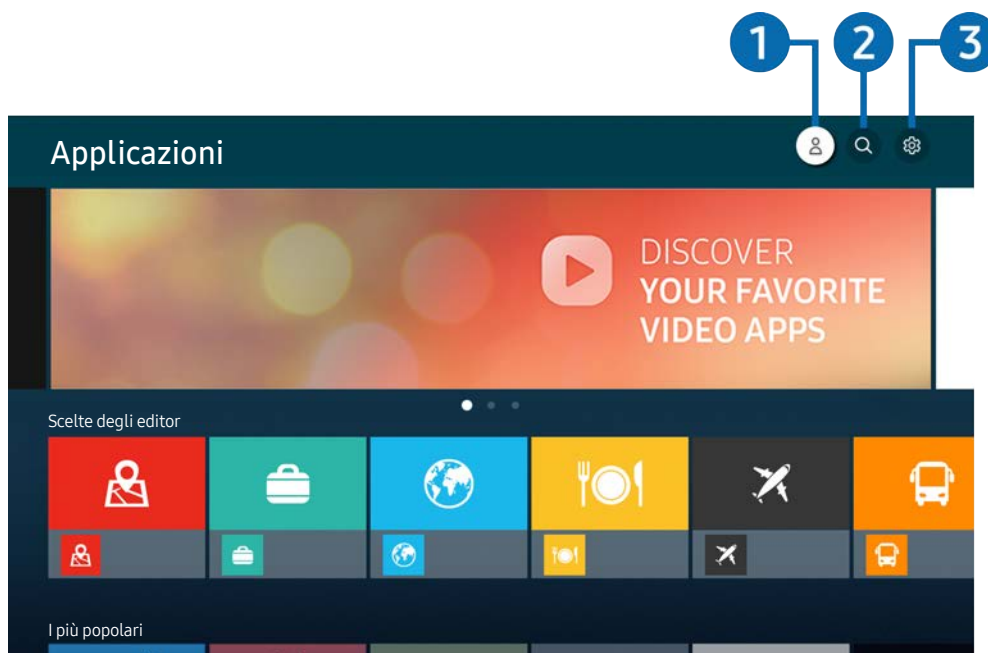 1 2 3
Applicazioni
DISCOVER
YOUR FAVORITE
VIDEO APPS
Scelte degli editor
I più popolari